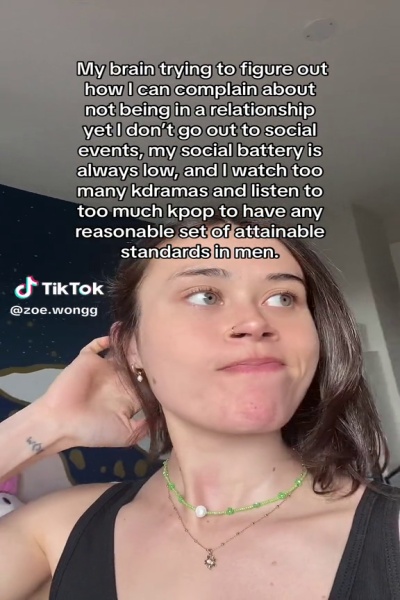 My brain trying to figure out
how I can complain about
not being in a relationship
yet I don't go out to social
events, my social battery is
always low, and I watch too
many kdramas and listen to
too much kpop to have any
reasonable set of attainable
standards in men.
TikTok
@zoe.wongg